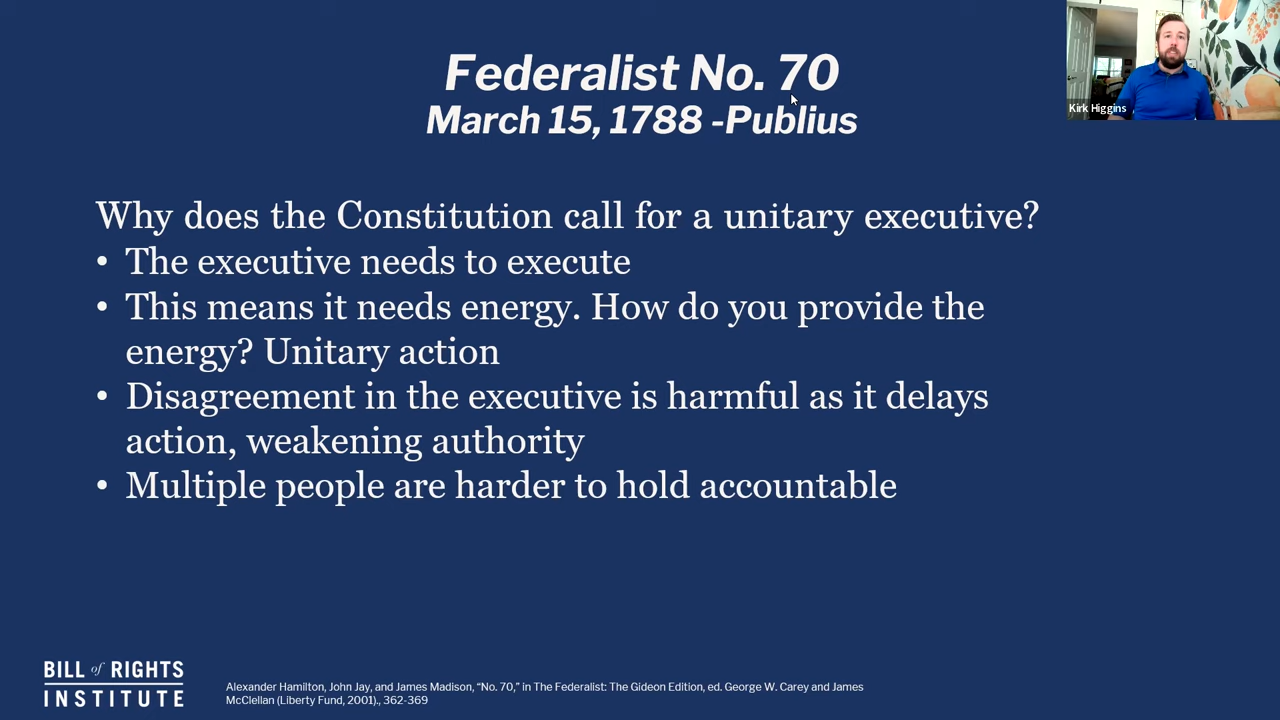 Federalist No. 70
March 15, 1788 -Publius
Kirk Higgins
Why does the Constitution call for a unitary executive?
• The executive needs to execute
• This means it needs energy. How do you provide the
energy? Unitary action
• Disagreement in the executive is harmful as it delays
action, weakening authority
• Multiple people are harder to hold accountable
BILL of RIGHTS
INSTITUTE
Alexander Hamilton, John Jay, and James Madison, “No. 70,” in The Federalist: The Gideon Edition, ed. George W. Carey and James
McClellan (Liberty Fund, 2001)., 362-369